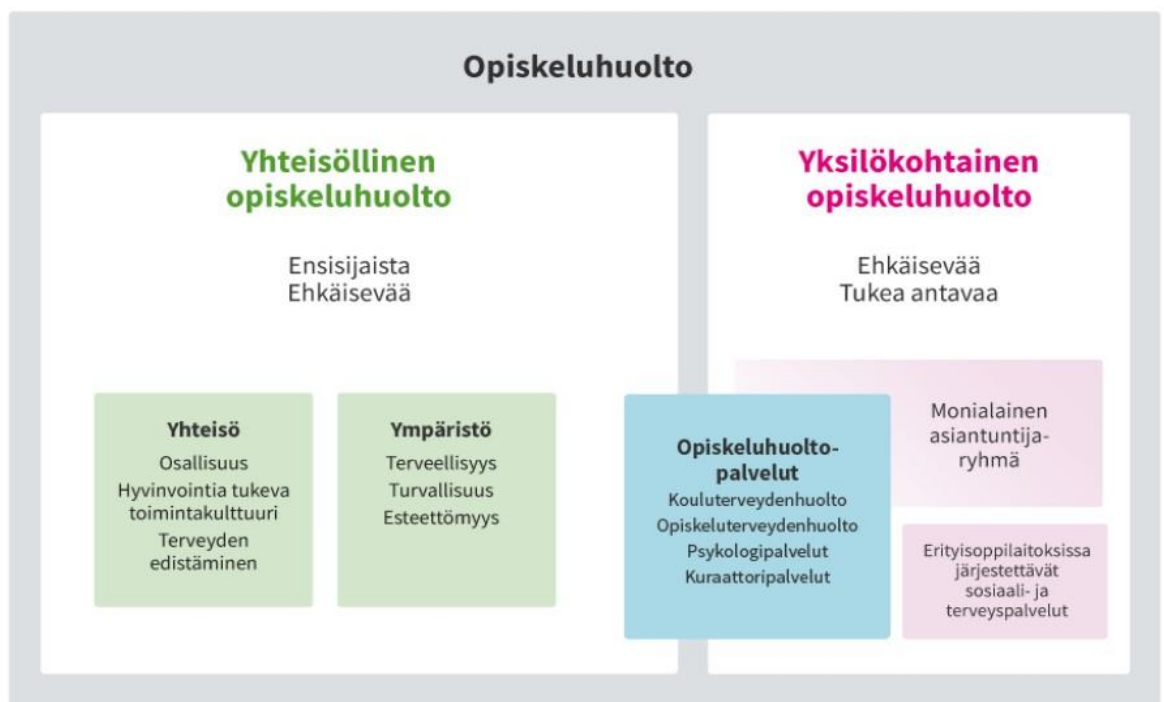 Opiskeluhuolto
Yhteisöllinen
opiskeluhuolto
Ensisijaista
Ehkäisevää
Yhteisö
Osallisuus
Hyvinvointia tukeva
toimintakulttuuri
Terveyden
edistäminen
Ympäristö
Terveellisyys
Turvallisuus
Esteettömyys
Opiskeluhuolto-
palvelut
Kouluterveydenhuolto
Opiskeluterveydenhuolto
Psykologipalvelut
Kuraattoripalvelut
Yksilökohtainen
opiskeluhuolto
Ehkäisevää
Tukea antavaa
Monialainen
asiantuntija-
ryhmä
Erityisoppilaitoksissa
järjestettävät
sosiaali- ja
terveyspalvelut